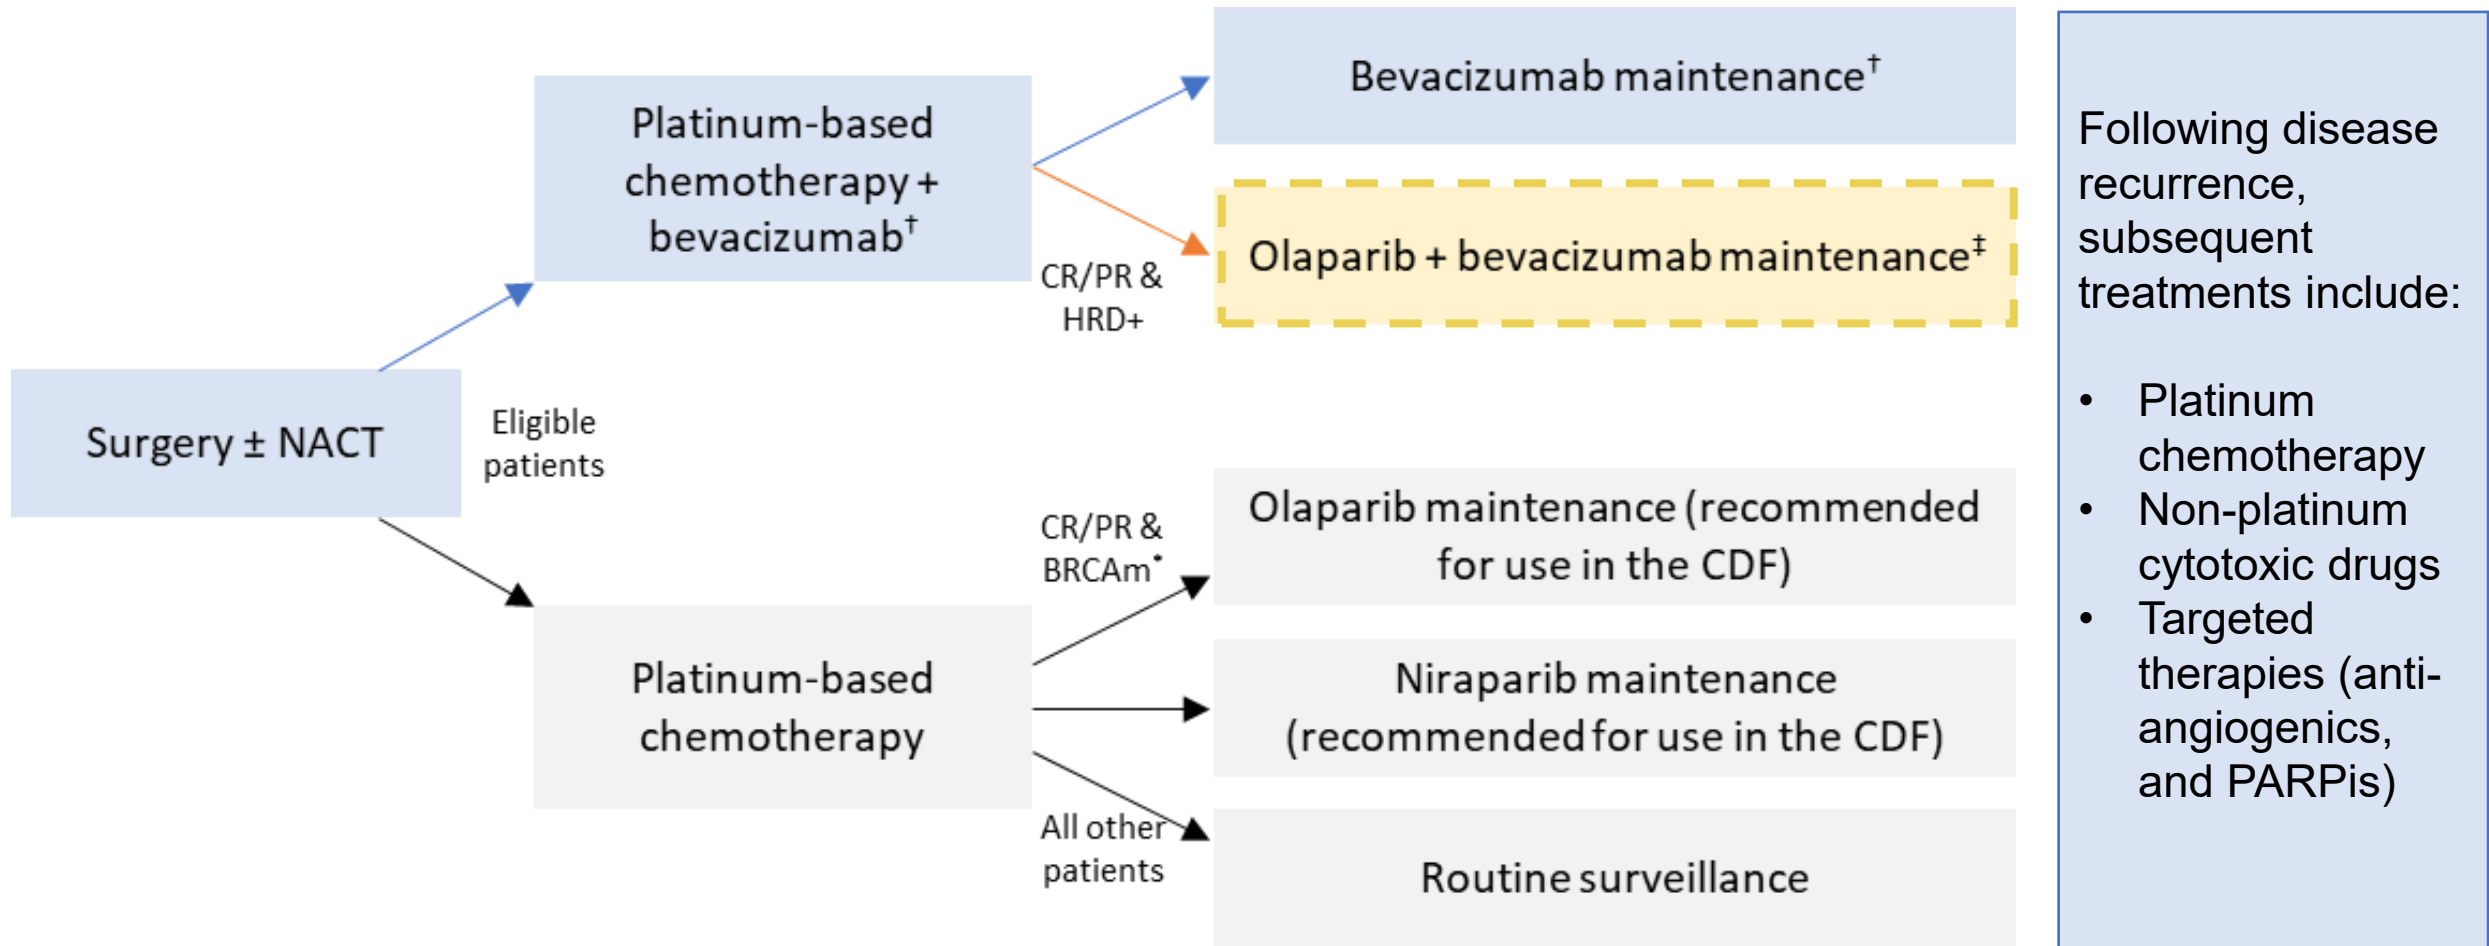 Surgery ± NACT
Eligible
patients
Platinum-based
chemotherapy +
bevacizumab†
CR/PR &
HRD+
Bevacizumab maintenance†
Olaparib + bevacizumab maintenance‡
Platinum-based
chemotherapy
CR/PR &
BRCAm*
All other
patients
Olaparib maintenance (recommended
for use in the CDF)
Niraparib maintenance
(recommended for use in the CDF)
Routine surveillance
Following disease
recurrence,
subsequent
treatments include:
• Platinum
chemotherapy
• Non-platinum
cytotoxic drugs
• Targeted
therapies (anti-
angiogenics,
and PARPis)